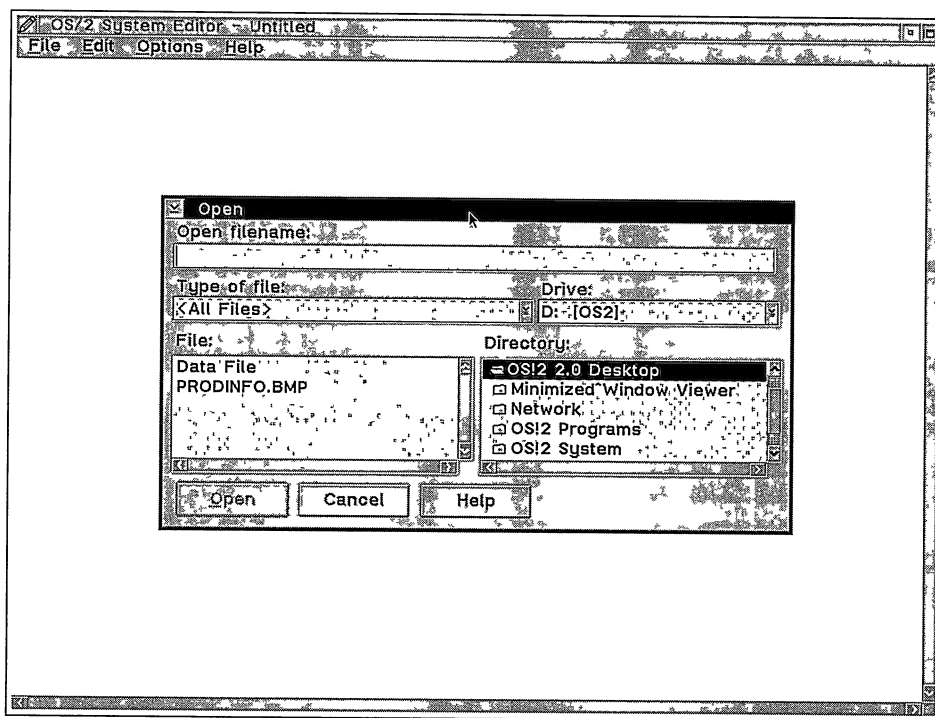 OS/2 System Editor - Untitled
File Edit Options Help
Open
Open filename:
Type of file: Drive:
<All Files> D: [OS2]
File: Directory:
Data File OS!2 2.0 Desktop
PRODINFO.BMP Minimized Window Viewer
Network
OS!2 Programs
OS!2 System
Open Cancel Help